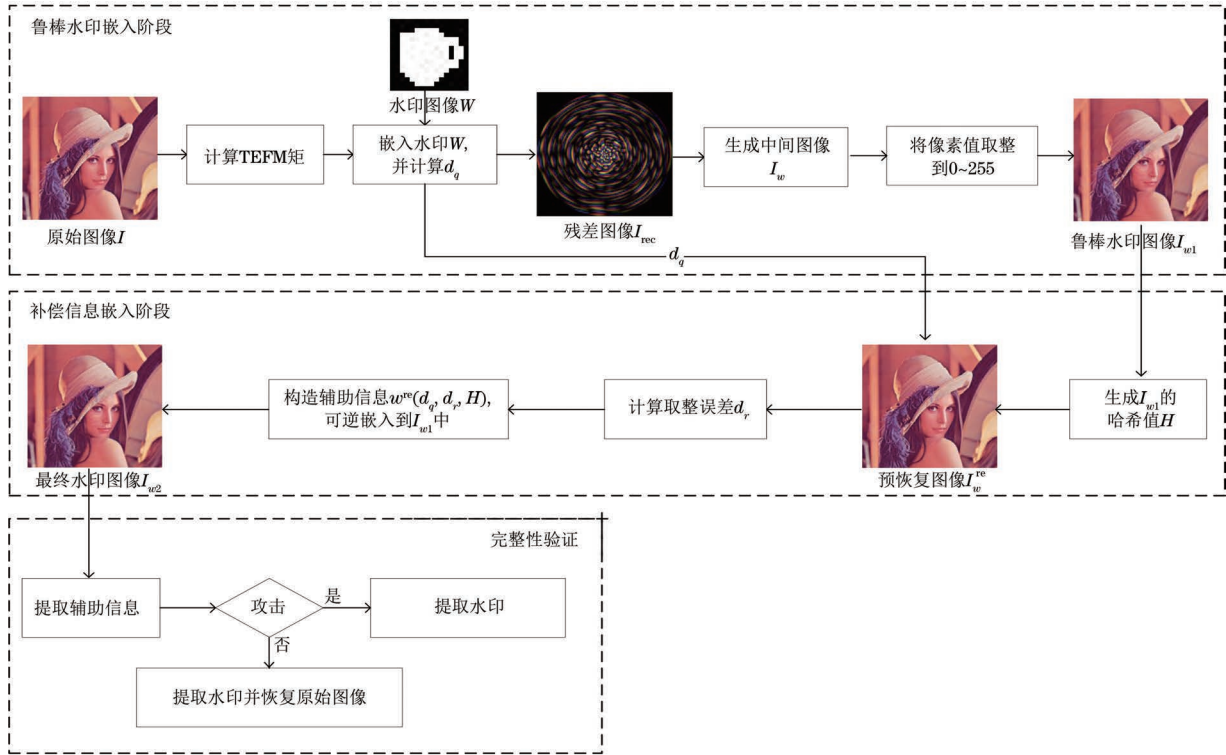 鲁棒水印嵌入阶段
水印图像W
计算TEFM矩
嵌入水印W,
并计算d_q
生成中间图像
I_w
将像素值取整
到0~255
原始图像I
残差图像I_rec
鲁棒水印图像I_w1
d_q
补偿信息嵌入阶段
构造辅助信息w^re(d_q, d_r, H),
可逆嵌入到I_w1中
计算取整误差d_r
生成I_w1的
哈希值H
最终水印图像I_w2
预恢复图像I_w^re
完整性验证
提取辅助信息
攻击
是
提取水印
否
提取水印并恢复原始图像